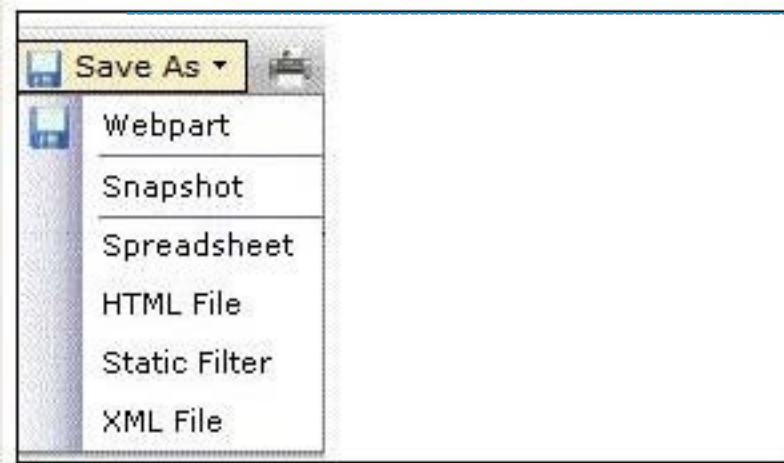 Save As
Webpart
Snapshot
Spreadsheet
HTML File
Static Filter
XML File